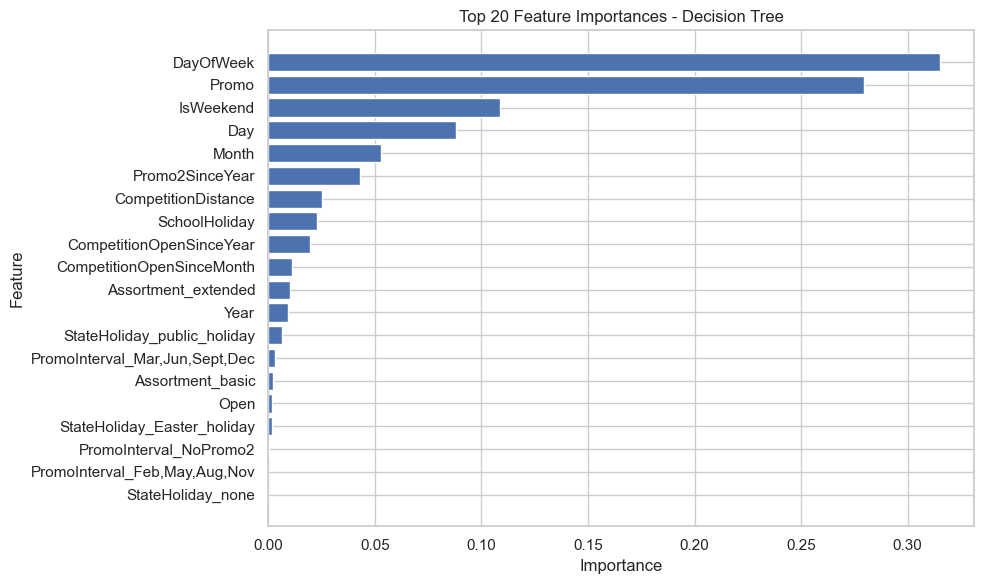 Top 20 Feature Importances - Decision Tree
Feature
DayOfWeek
Promo
IsWeekend
Day
Month
Promo2SinceYear
CompetitionDistance
SchoolHoliday
CompetitionOpenSinceYear
CompetitionOpenSinceMonth
Assortment_extended
Year
StateHoliday_public_holiday
PromoInterval_Mar,Jun,Sept,Dec
Assortment_basic
Open
StateHoliday_Easter_holiday
PromoInterval_NoPromo2
PromoInterval_Feb,May,Aug,Nov
StateHoliday_none
0.00 0.05 0.10 0.15 0.20 0.25 0.30
Importance